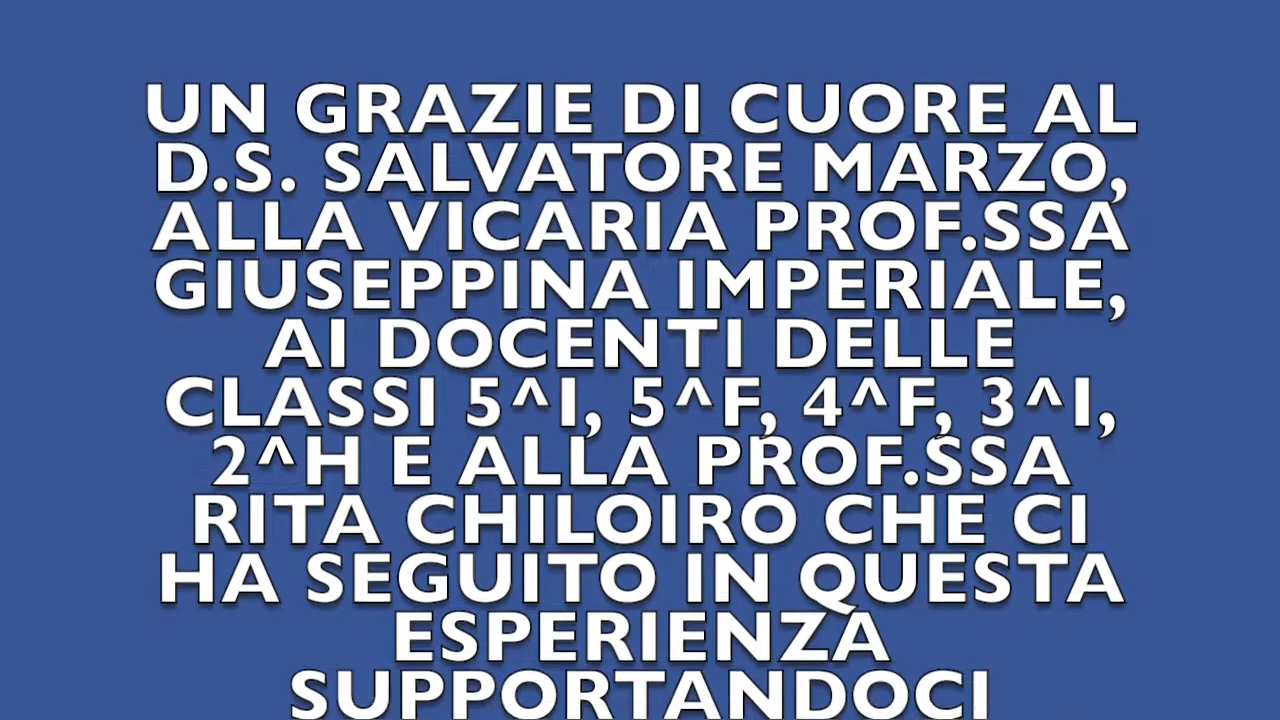 UN GRAZIE DI CUORE AL
D.S. SALVATORE MARZO,
ALLA VICARIA PROF.SSA
GIUSEPPINA IMPERIALE,
AI DOCENTI DELLE
CLASSI 5^I, 5^F, 4^F, 3^I,
2^H E ALLA PROF.SSA
RITA CHILOIRO CHE CI
HA SEGUITO IN QUESTA
ESPERIENZA
SUPPORTANDOCI